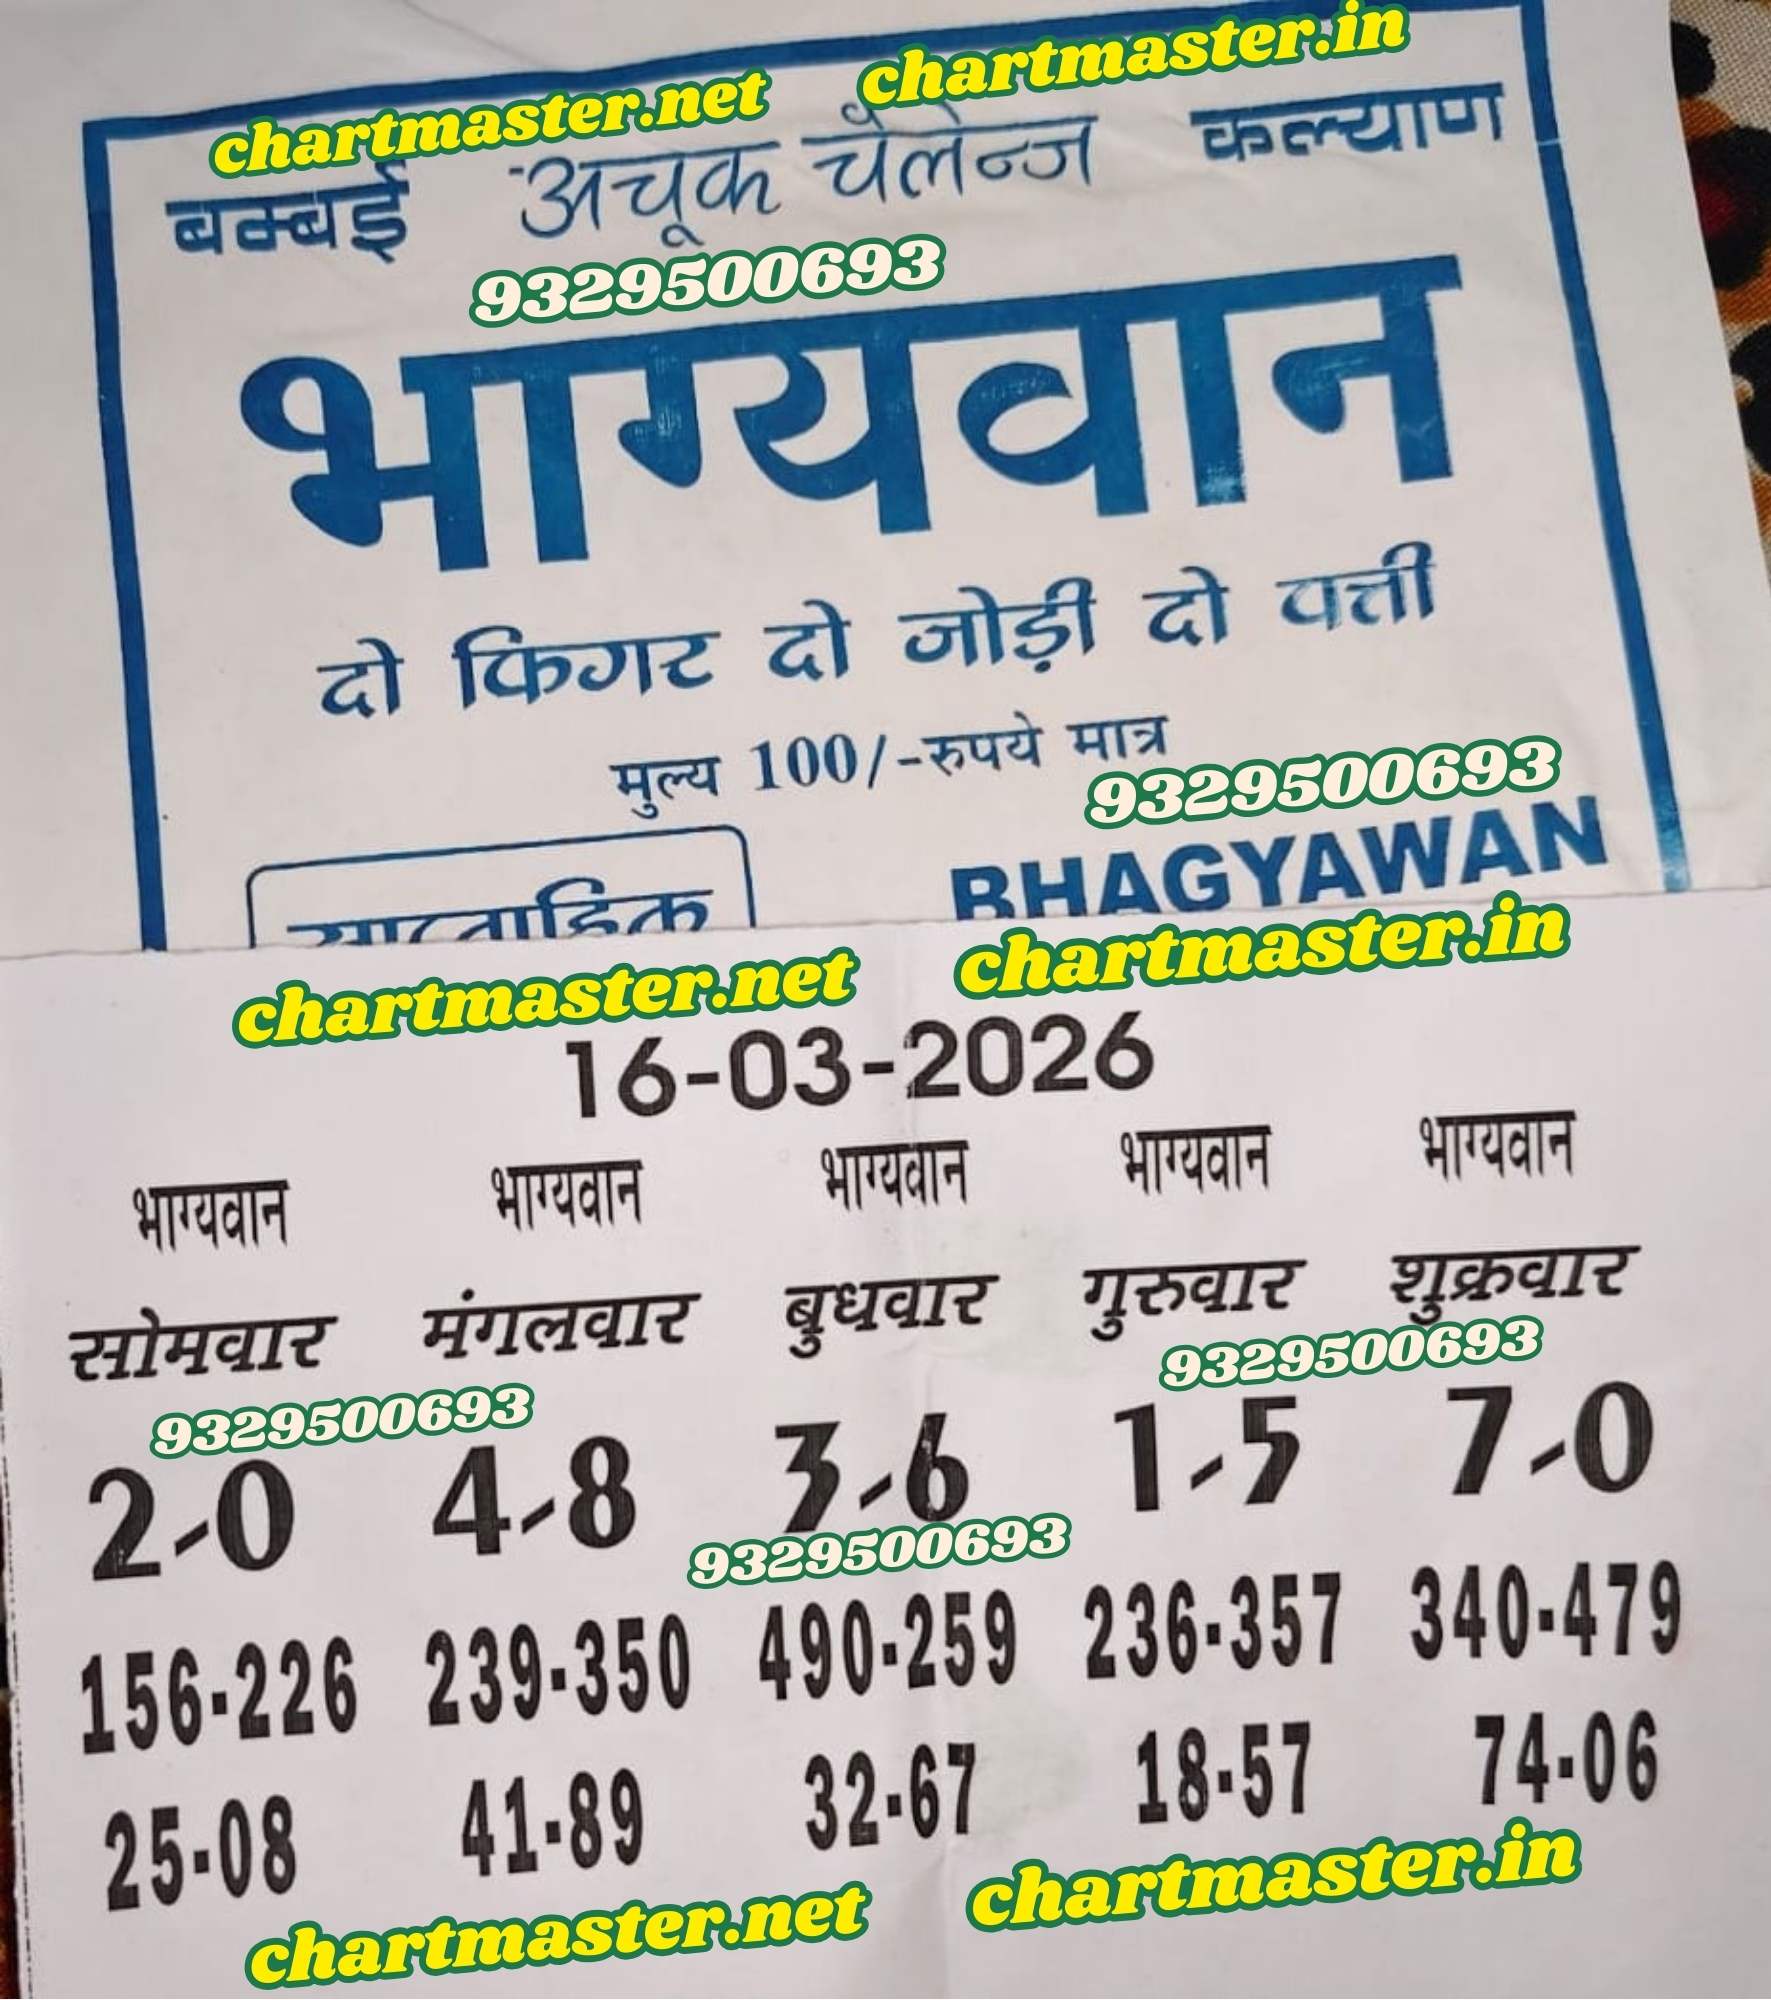 chartmaster.net chartmaster.in
बम्बई अचूक चेलेन्ज कल्याण
9329500693
भाग्यवान
दो फिगर दो जोड़ी दो पत्ती
मुल्य 100/-रुपये मात्र
9329500693
साप्ताहिक BHAGYAWAN
chartmaster.net chartmaster.in
16-03-2026
भाग्यवान भाग्यवान भाग्यवान भाग्यवान भाग्यवान
सोमवार मंगलवार बुधवार गुरुवार शुक्रवार
9329500693 9329500693
2-0 4-8 3-6 1-5 7-0
9329500693
156-226 239-350 490-259 236-357 340-479
25-08 41-89 32-67 18-57 74-06
chartmaster.net chartmaster.in